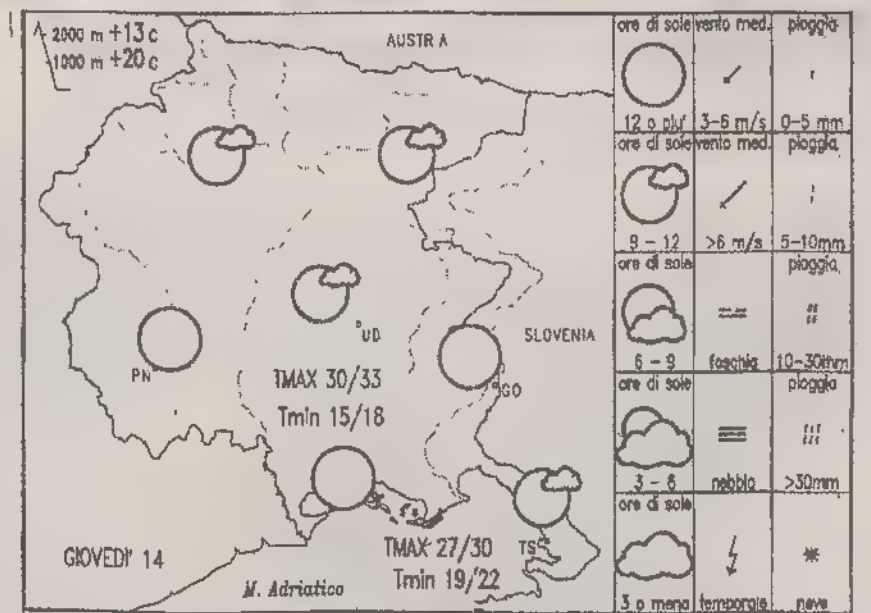 2000 m +13 c
1000 m +20 c
AUSTRIA
SLOVENIA
UD
PN
GO
TMAX 30/33
Tmin 15/18
TMAX 27/30
Tmin 19/22
TS
GIOVEDI' 14
M. Adriatico
ore di sole vento med. pioggia
12 o piu' 3-6 m/s 0-5 mm
ore di sole vento med. pioggia
9 - 12 >6 m/s 5-10mm
ore di sole pioggia
6 - 9 foschia 10-30mm
ore di sole pioggia
3 - 6 nebbia >30mm
ore di sole
3 o meno temporale neve